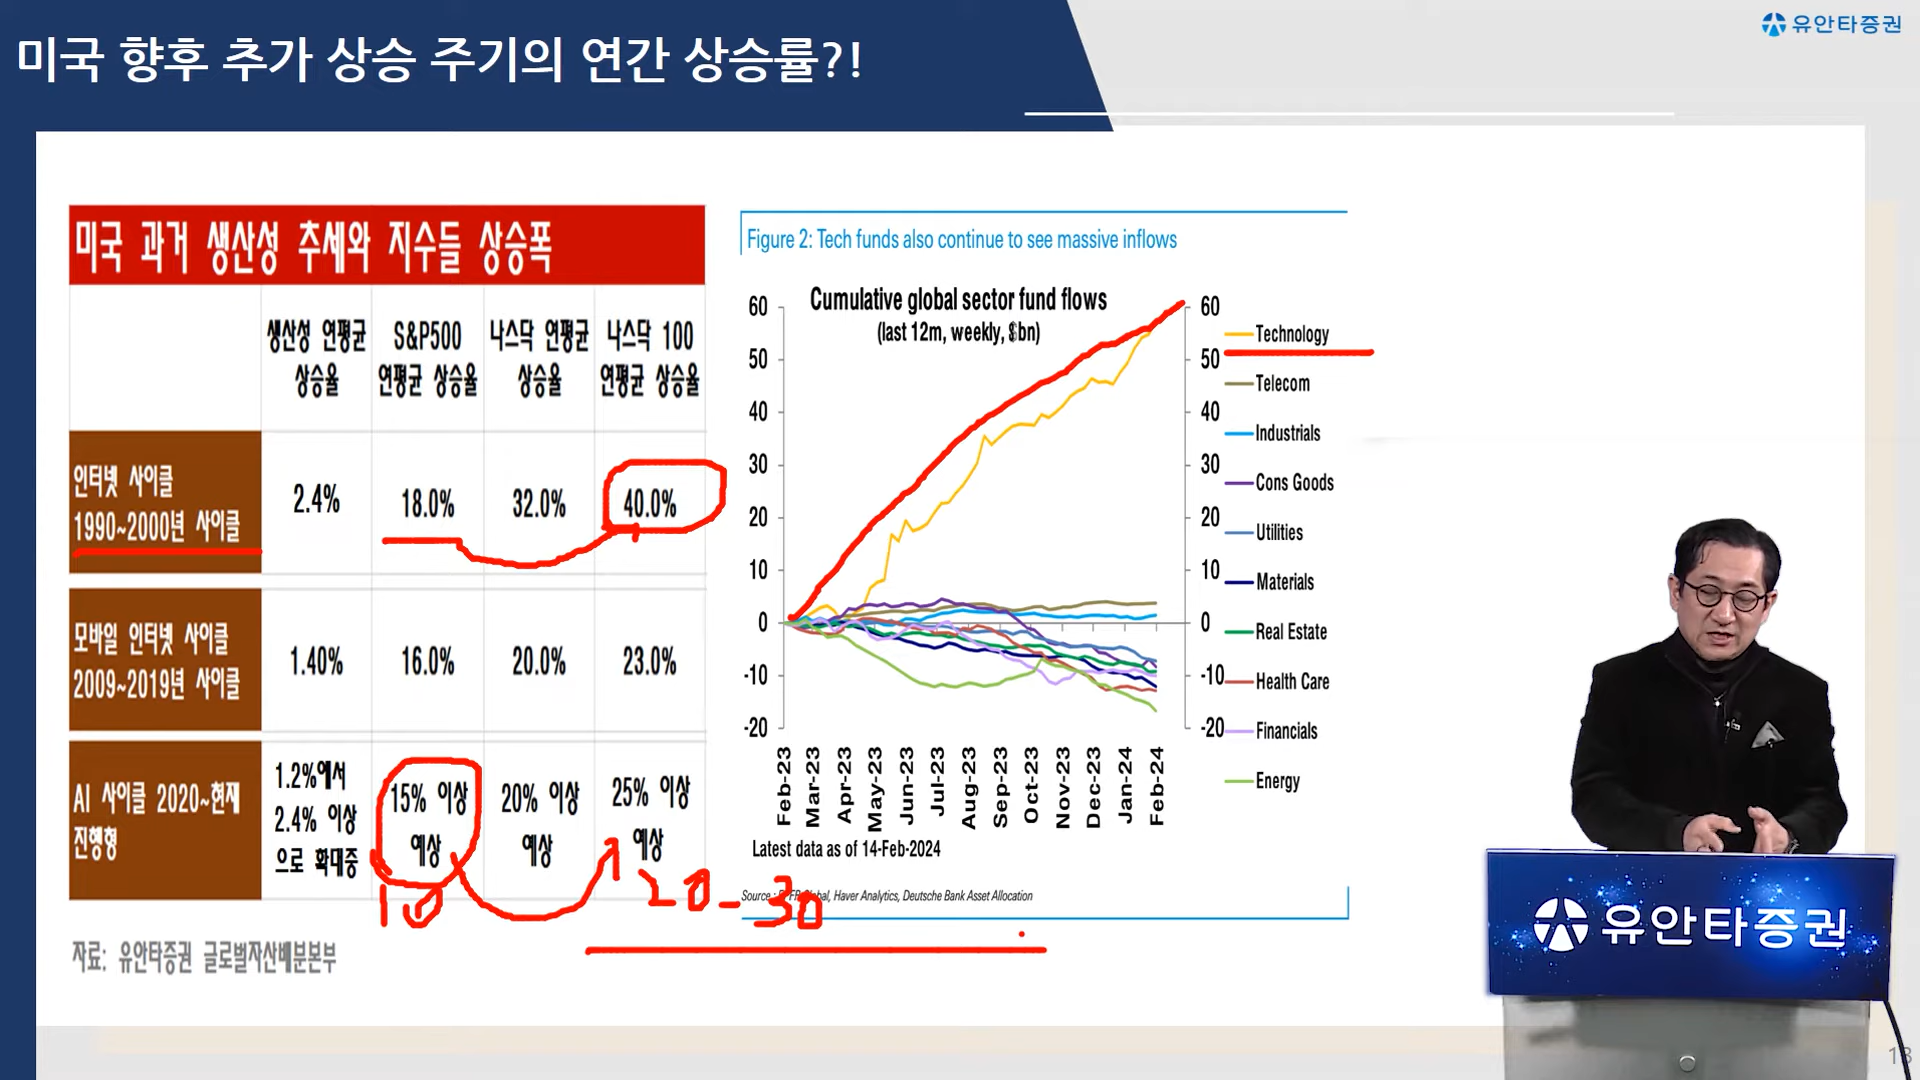 미국 향후 추가 상승 주기의 연간 상승률?!
유안타증권
미국 과거 생산성 추세와 지수들 상승폭
생산성 연평균 상승율
S&P500 연평균 상승율
나스닥 연평균 상승율
나스닥 100 연평균 상승율
인터넷 사이클
1990~2000년 사이클
2.4%
18.0%
32.0%
40.0%
모바일 인터넷 사이클
2009~2019년 사이클
1.40%
16.0%
20.0%
23.0%
AI 사이클 2020~현재
진행형
1.2%에서
2.4% 이상
으로 확대중
15% 이상
예상
20% 이상
예상
25% 이상
예상
10
20-30
자료: 유안타증권 글로벌자산배분본부
Figure 2: Tech funds also continue to see massive inflows
Cumulative global sector fund flows
(last 12m, weekly, $bn)
60
50
40
30
20
10
0
-10
-20
60
50
40
30
20
10
0
-10
-20
Feb-23
Mar-23
Apr-23
May-23
Jun-23
Jul-23
Aug-23
Sep-23
Oct-23
Nov-23
Dec-23
Jan-24
Feb-24
Technology
Telecom
Industrials
Cons Goods
Utilities
Materials
Real Estate
Health Care
Financials
Energy
Latest data as of 14-Feb-2024
Source : Haver Analytics, Deutsche Bank Asset Allocation
유안타증권
13